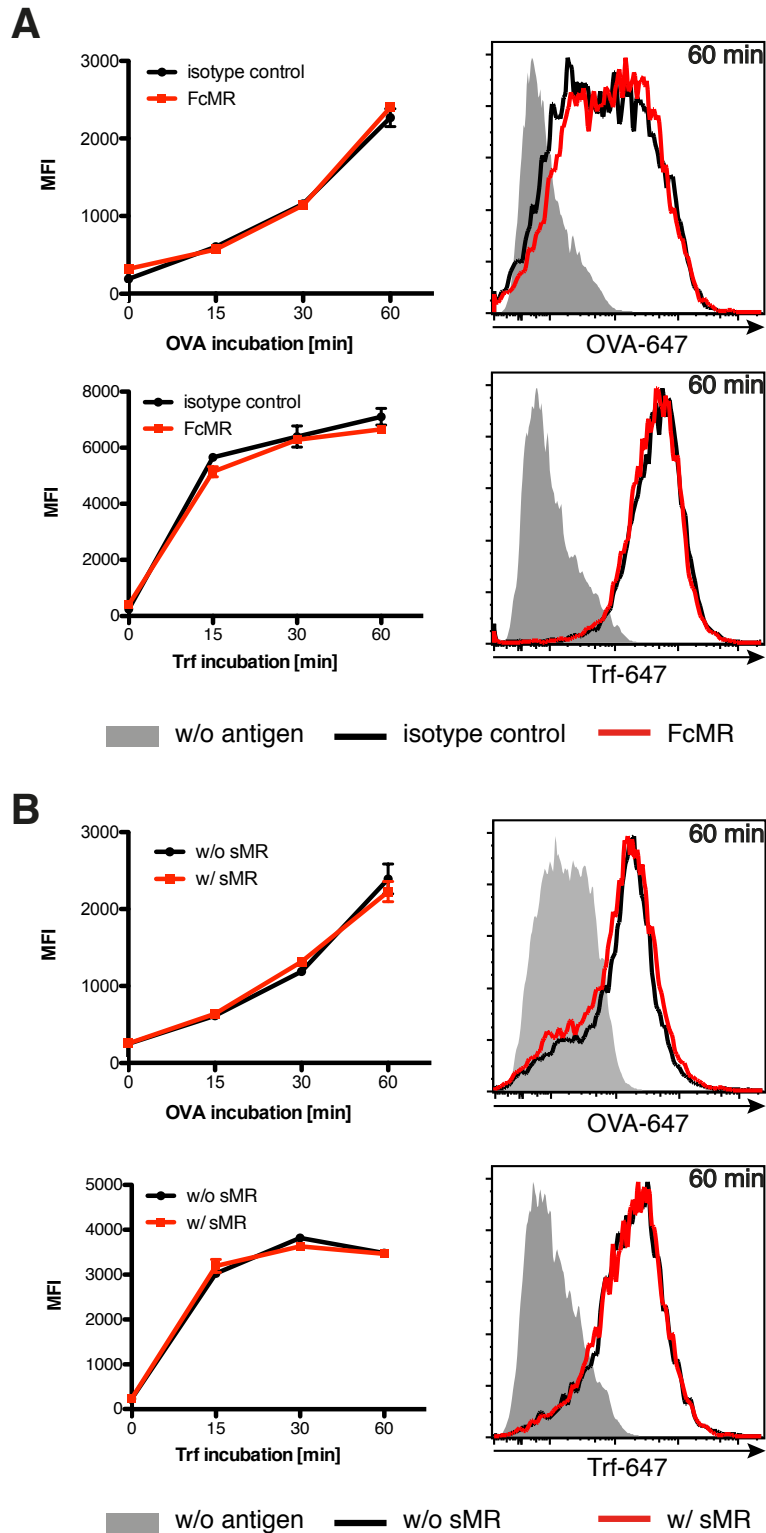 A
3000
2000
1000
0
MFI
isotype control
FcMR
0 15 30 60
OVA incubation [min]
60 min
OVA-647
8000
6000
4000
2000
0
MFI
isotype control
FcMR
0 15 30 60
Trf incubation [min]
60 min
Trf-647
w/o antigen isotype control FcMR
B
3000
2000
1000
0
MFI
w/o sMR
w/ sMR
0 15 30 60
OVA incubation [min]
60 min
OVA-647
5000
4000
3000
2000
1000
0
MFI
w/o sMR
w/ sMR
0 15 30 60
Trf incubation [min]
60 min
Trf-647
w/o antigen w/o sMR w/ sMR